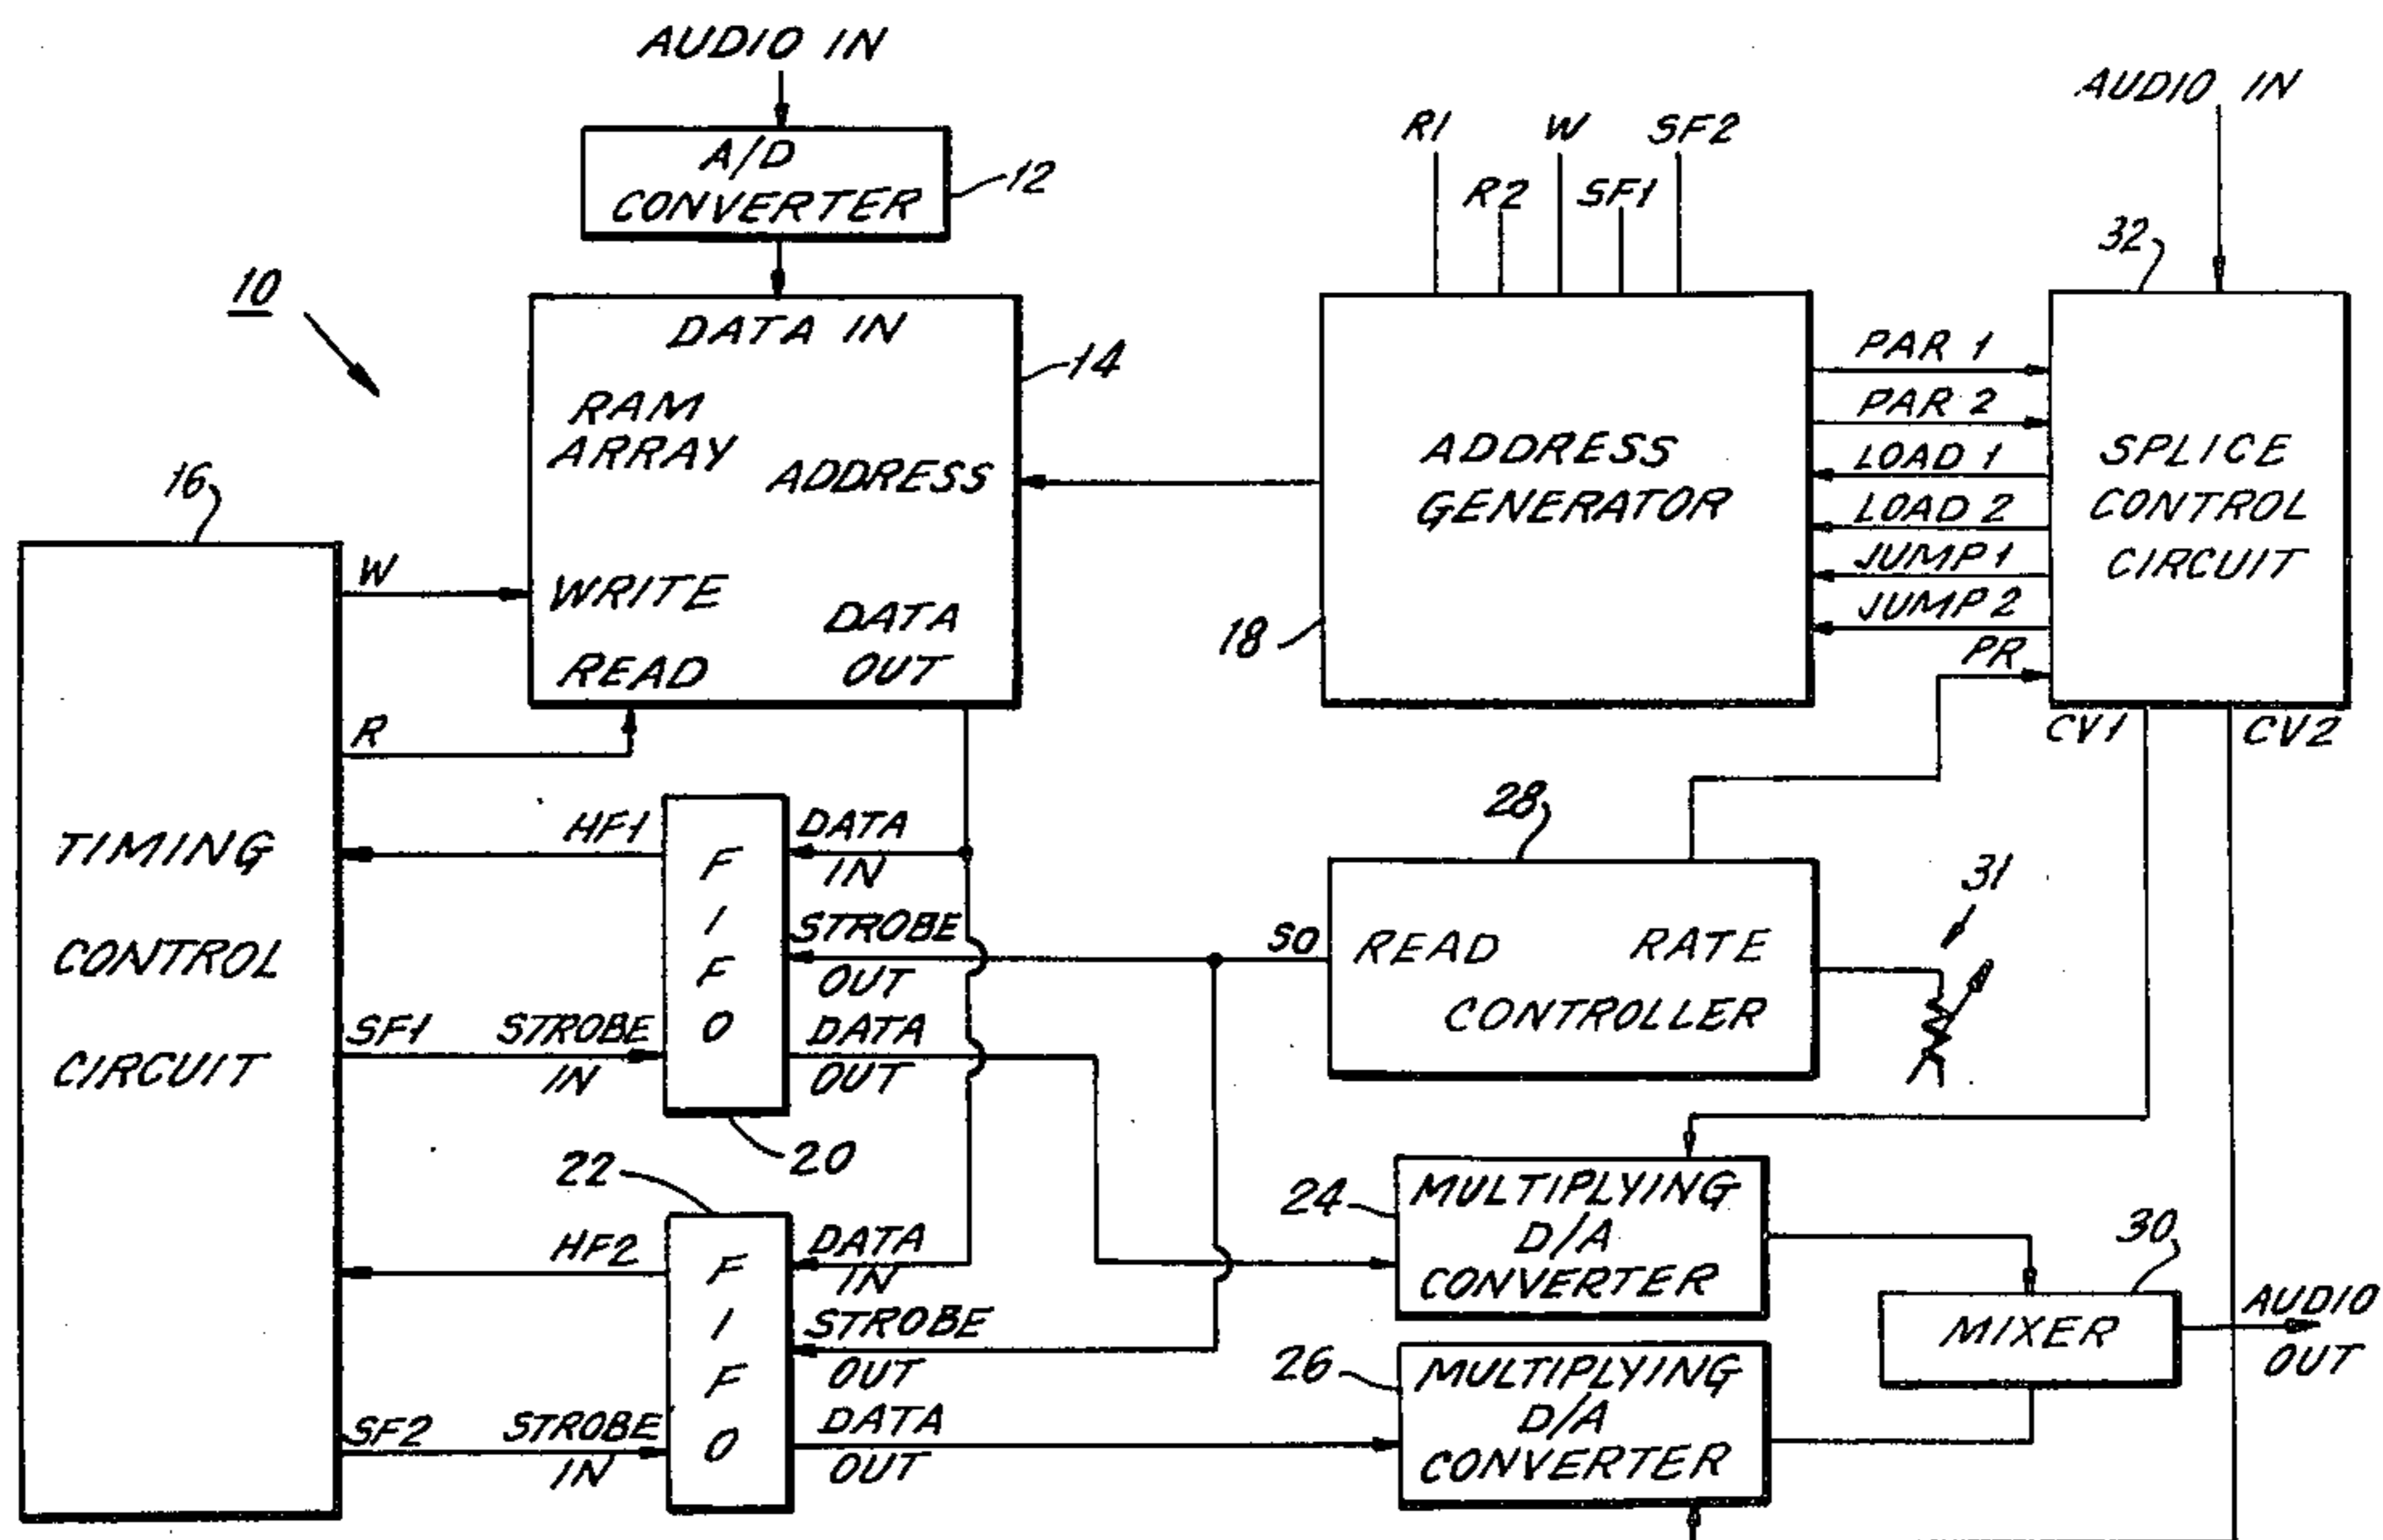 AUDIO IN
A/D
CONVERTER
12
10
DATA IN
RAM
ARRAY
ADDRESS
14
WRITE
READ
DATA
OUT
16
TIMING
CONTROL
CIRCUIT
W
R
HF1
SF1
STROBE
IN
F
I
F
O
20
DATA
IN
STROBE
OUT
DATA
OUT
22
HF2
SF2
STROBE
IN
F
I
F
O
DATA
IN
STROBE
OUT
DATA
OUT
R1
R2
W
SF1
SF2
ADDRESS
GENERATOR
18
AUDIO IN
32
PAR 1
PAR 2
LOAD 1
LOAD 2
JUMP 1
JUMP 2
PR
SPLICE
CONTROL
CIRCUIT
CV1
CV2
28
SO
READ RATE
CONTROLLER
31
24
MULTIPLYING
D/A
CONVERTER
26
MULTIPLYING
D/A
CONVERTER
30
MIXER
AUDIO
OUT